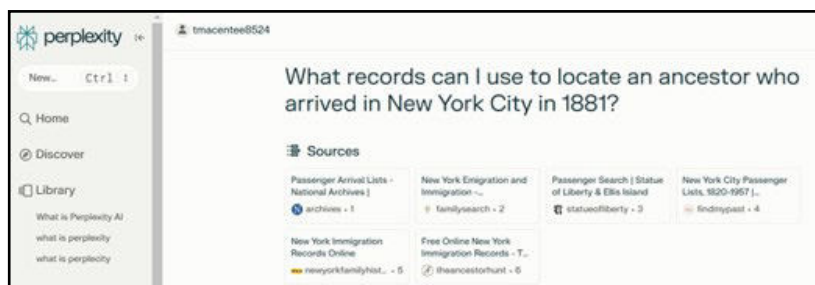 perplexity
tmacentee8524
New... Ctrl I
Home
Discover
Library
What is Perplexity AI
what is perplexity
what is perplecity
What records can I use to locate an ancestor who
arrived in New York City in 1881?
Sources
Passenger Arrival Lists -
National Archives |
archives • 1
New York Emigration and
Immigration -...
familysearch • 2
Passenger Search | Statue
of Liberty & Ellis Island
statueofliberty • 3
New York City Passenger
Lists, 1820-1957 |...
findmypast • 4
New York Immigration
Records Online
newyorkfamilyhist... • 5
Free Online New York
Immigration Records - T...
theancestorhunt • 6